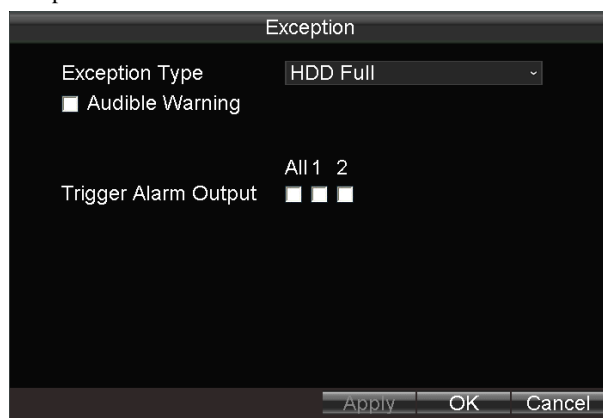 Exception
Exception Type HDD Full
Audible Warning
All 1 2
Trigger Alarm Output
Apply OK Cancel